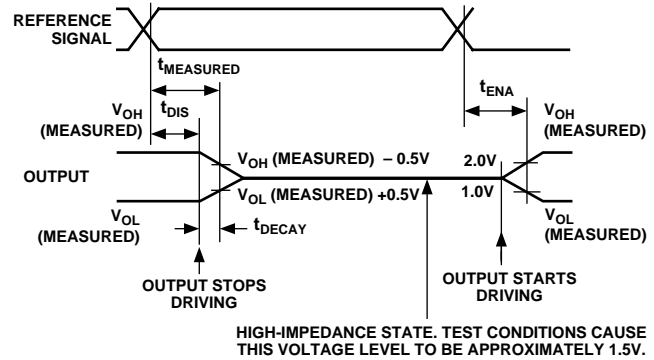 REFERENCE
SIGNAL
tMEASURED
tENA
tDIS
VOH
(MEASURED)
VOH
(MEASURED)
VOH (MEASURED) – 0.5V
2.0V
OUTPUT
VOL (MEASURED) +0.5V
1.0V
VOL
(MEASURED)
VOL
(MEASURED)
tDECAY
OUTPUT STOPS
DRIVING
OUTPUT STARTS
DRIVING
HIGH-IMPEDANCE STATE. TEST CONDITIONS CAUSE
THIS VOLTAGE LEVEL TO BE APPROXIMATELY 1.5V.